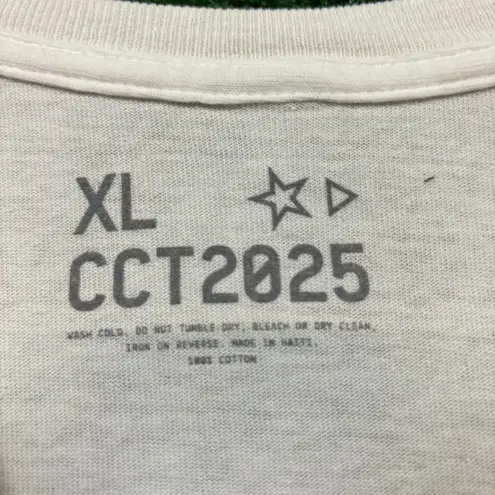 XL
CCT2025
WASH COLD. DO NOT TUMBLE DRY, BLEACH OR DRY CLEAN.
IRON ON REVERSE. MADE IN HAITI.
100% COTTON